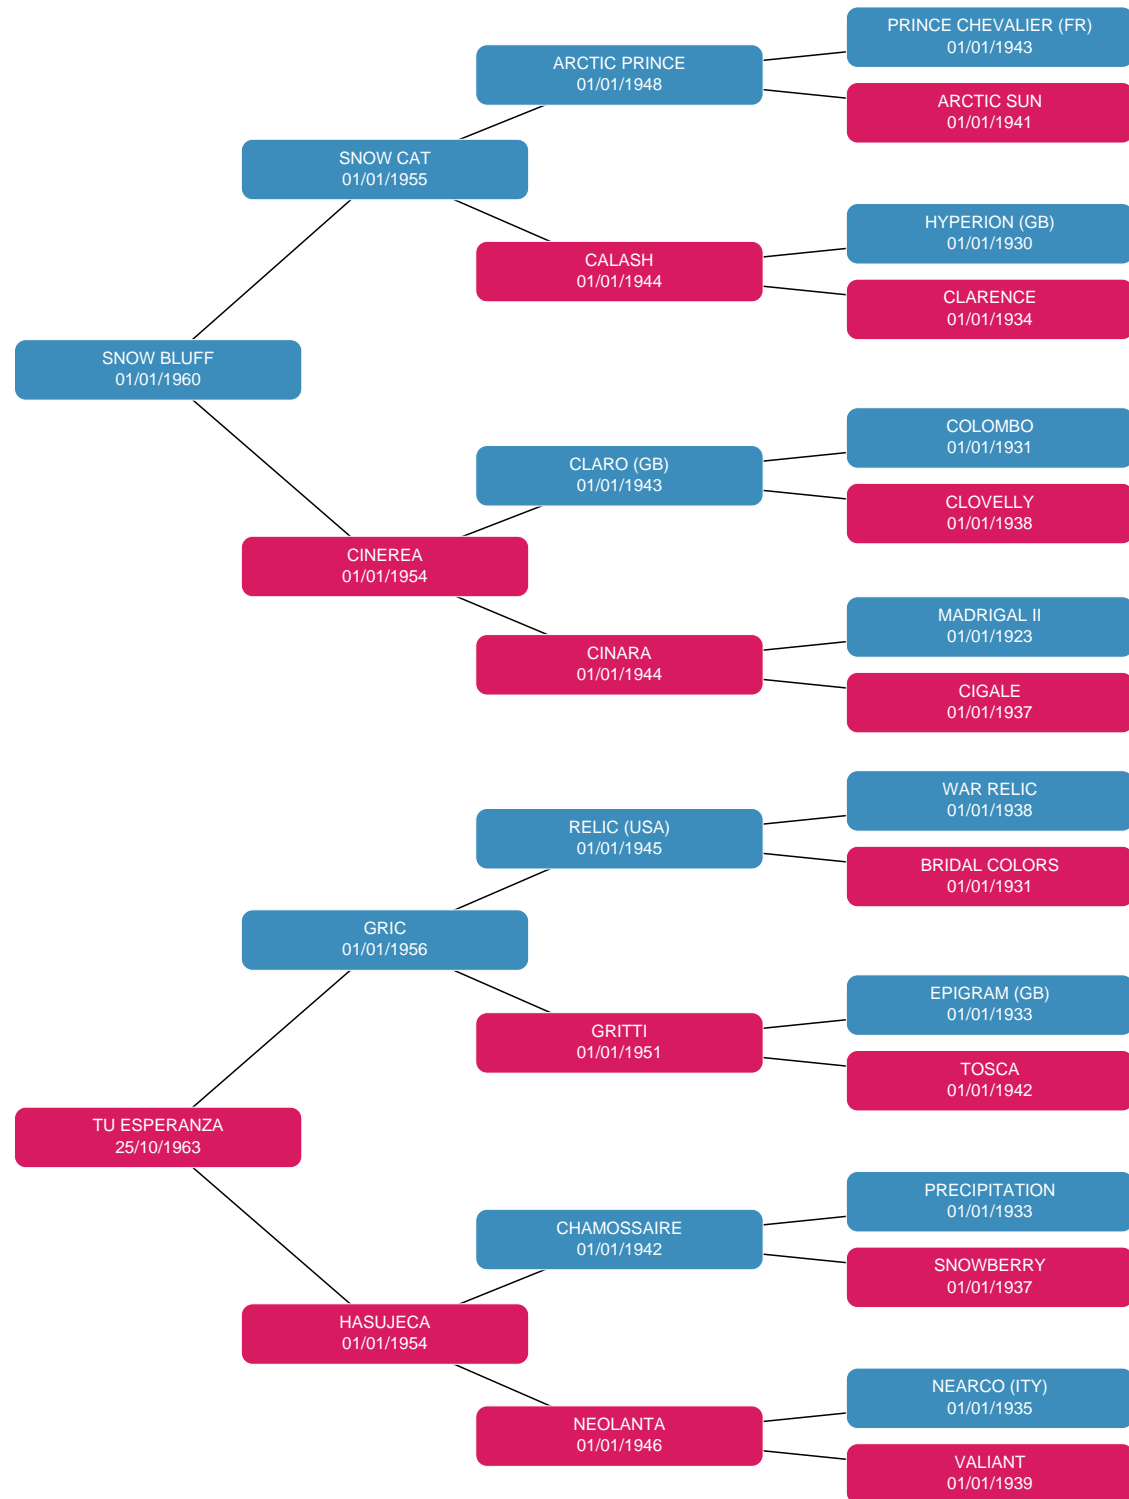 PRINCE CHEVALIER (FR)
01/01/1943
ARCTIC PRINCE
01/01/1948
ARCTIC SUN
01/01/1941
SNOW CAT
01/01/1955
HYPERION (GB)
01/01/1930
CALASH
01/01/1944
CLARENCE
01/01/1934
SNOW BLUFF
01/01/1960
COLOMBO
01/01/1931
CLARO (GB)
01/01/1943
CLOVELLY
01/01/1938
CINEREA
01/01/1954
MADRIGAL II
01/01/1923
CINARA
01/01/1944
CIGALE
01/01/1937
WAR RELIC
01/01/1938
RELIC (USA)
01/01/1945
BRIDAL COLORS
01/01/1931
GRIC
01/01/1956
EPIGRAM (GB)
01/01/1933
GRITTI
01/01/1951
TOSCA
01/01/1942
TU ESPERANZA
25/10/1963
PRECIPITATION
01/01/1933
CHAMOSSAIRE
01/01/1942
SNOWBERRY
01/01/1937
HASUJECA
01/01/1954
NEARCO (ITY)
01/01/1935
NEOLANTA
01/01/1946
VALIANT
01/01/1939